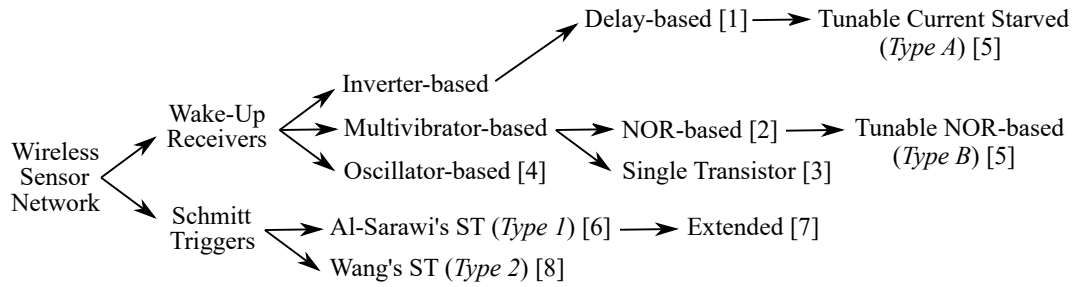 Delay-based [1]
Tunable Current Starved
(Type A) [5]
Inverter-based
Wake-Up
Receivers
Multivibrator-based
NOR-based [2]
Tunable NOR-based
(Type B) [5]
Wireless
Sensor
Network
Oscillator-based [4]
Single Transistor [3]
Schmitt
Triggers
Al-Sarawi's ST (Type 1) [6]
Extended [7]
Wang's ST (Type 2) [8]